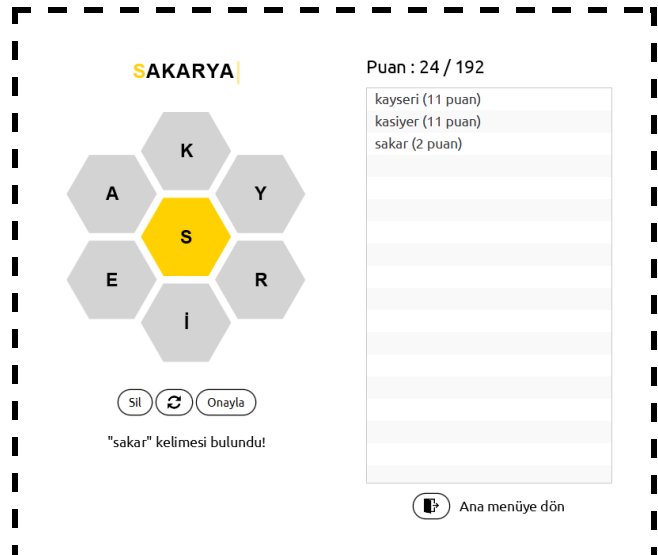 SAKARYA
K
A
Y
S
E
R
İ
Sil
Onayla
"sakar" kelimesi bulundu!
Puan : 24 / 192
kayseri (11 puan)
kasiyer (11 puan)
sakar (2 puan)
Ana menüye dön